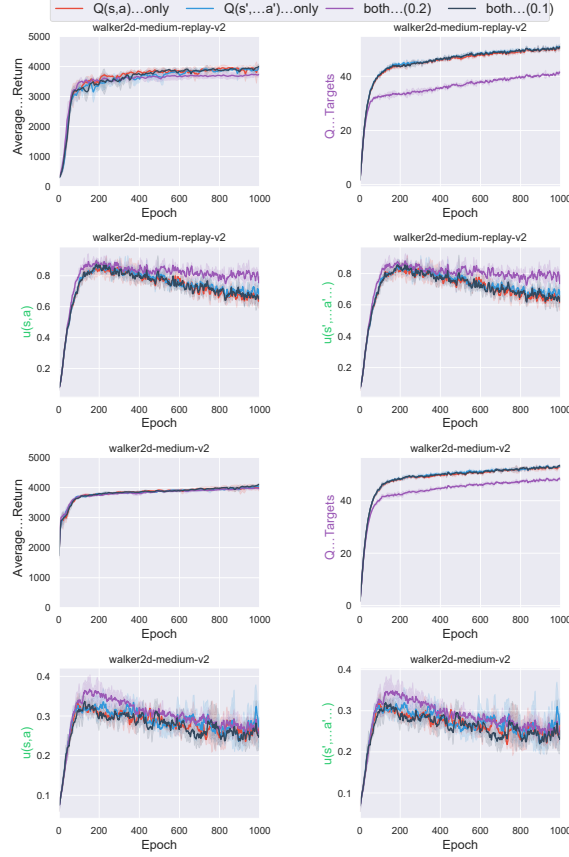 Q(s,a)...only Q(s',...a')...only both...(0.2) both...(0.1)
walker2d-medium-replay-v2 walker2d-medium-replay-v2
Average...Return
5000
4000
3000
2000
1000
0
0 200 400 600 800 1000
Epoch
Q...Targets
40
20
0
0 200 400 600 800 1000
Epoch
walker2d-medium-replay-v2 walker2d-medium-replay-v2
u(s,a)
0.8
0.6
0.4
0.2
0 200 400 600 800 1000
Epoch
u(s',...a'...)
0.8
0.6
0.4
0.2
0 200 400 600 800 1000
Epoch
walker2d-medium-v2 walker2d-medium-v2
Average...Return
5000
4000
3000
2000
1000
0
0 200 400 600 800 1000
Epoch
Q...Targets
40
20
0
0 200 400 600 800 1000
Epoch
walker2d-medium-v2 walker2d-medium-v2
u(s,a)
0.4
0.3
0.2
0.1
0 200 400 600 800 1000
Epoch
u(s',...a'...)
0.4
0.3
0.2
0.1
0 200 400 600 800 1000
Epoch